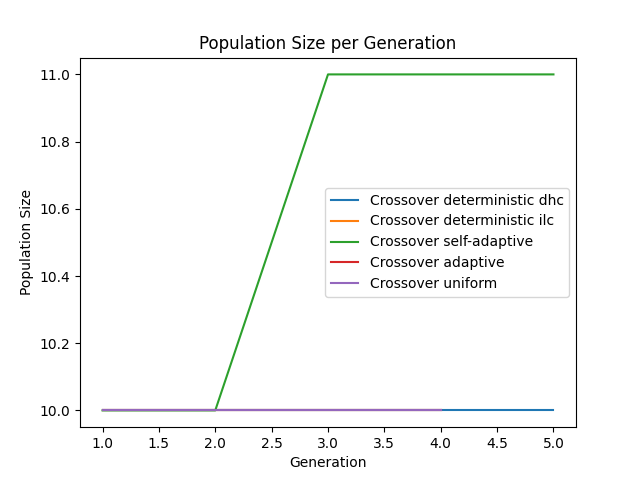 Population Size per Generation
11.0
10.8
10.6
10.4
10.2
10.0
Population Size
Crossover deterministic dhc
Crossover deterministic ilc
Crossover self-adaptive
Crossover adaptive
Crossover uniform
1.0 1.5 2.0 2.5 3.0 3.5 4.0 4.5 5.0
Generation